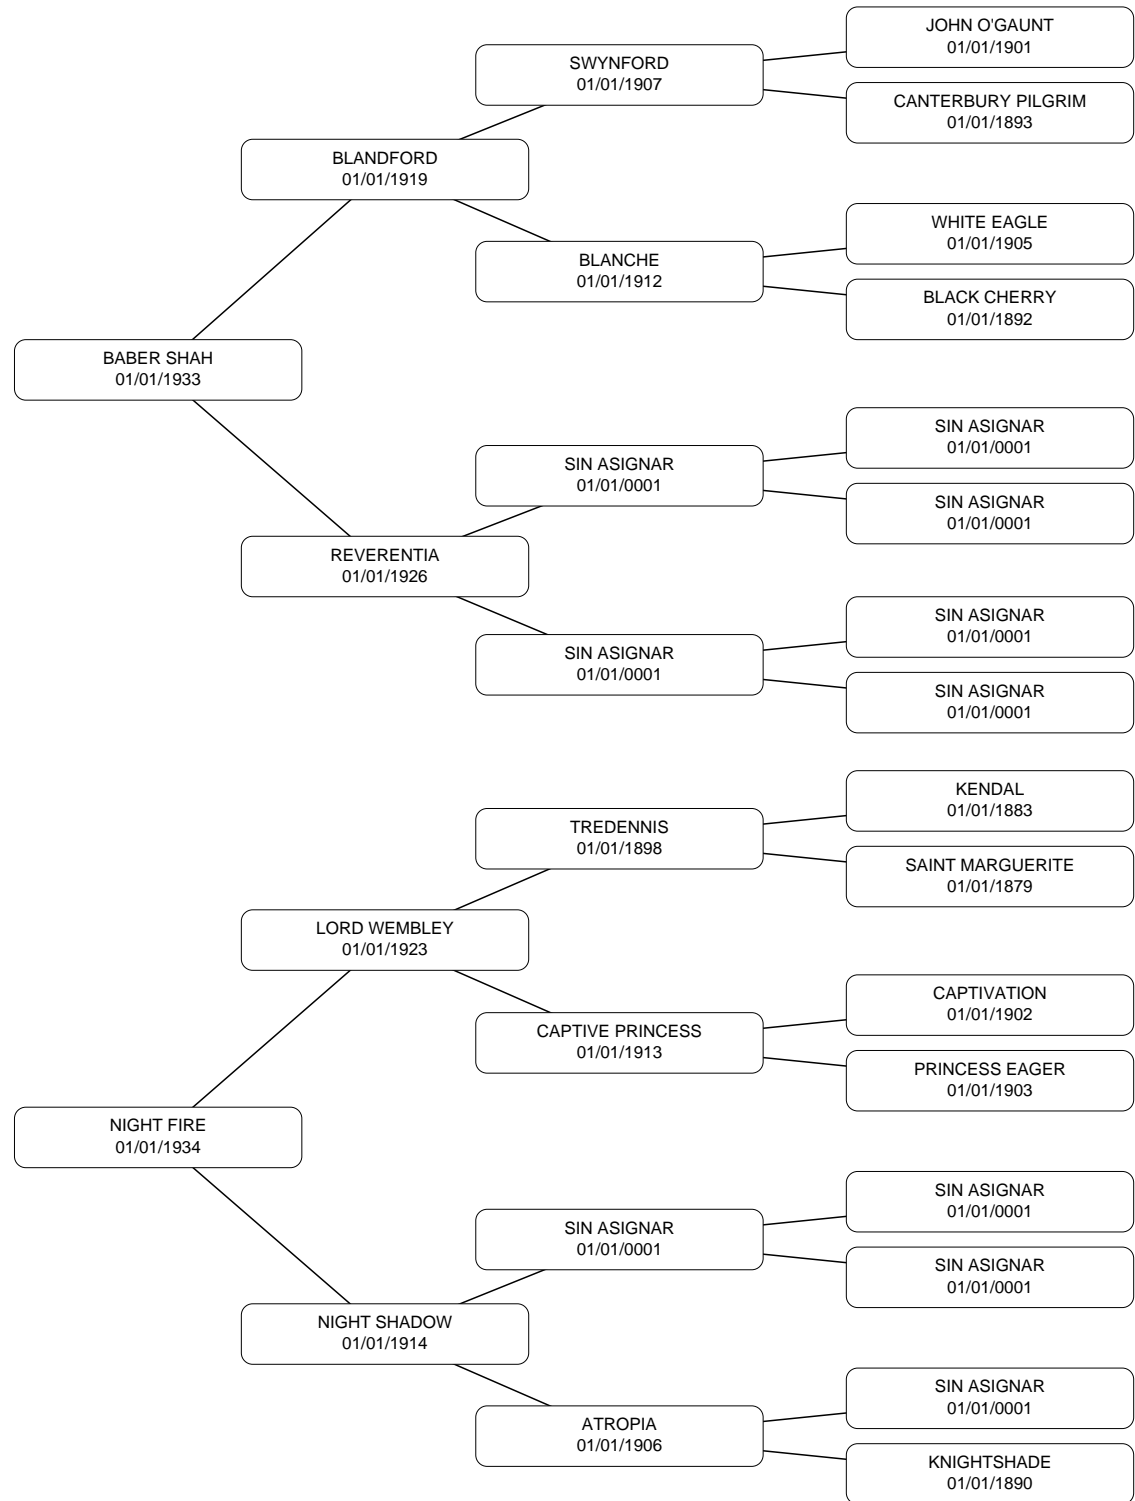 JOHN O'GAUNT
01/01/1901
SWYNFORD
01/01/1907
CANTERBURY PILGRIM
01/01/1893
BLANDFORD
01/01/1919
WHITE EAGLE
01/01/1905
BLANCHE
01/01/1912
BLACK CHERRY
01/01/1892
BABER SHAH
01/01/1933
SIN ASIGNAR
01/01/0001
SIN ASIGNAR
01/01/0001
SIN ASIGNAR
01/01/0001
REVERENTIA
01/01/1926
SIN ASIGNAR
01/01/0001
SIN ASIGNAR
01/01/0001
SIN ASIGNAR
01/01/0001
KENDAL
01/01/1883
TREDENNIS
01/01/1898
SAINT MARGUERITE
01/01/1879
LORD WEMBLEY
01/01/1923
CAPTIVATION
01/01/1902
CAPTIVE PRINCESS
01/01/1913
PRINCESS EAGER
01/01/1903
NIGHT FIRE
01/01/1934
SIN ASIGNAR
01/01/0001
SIN ASIGNAR
01/01/0001
SIN ASIGNAR
01/01/0001
NIGHT SHADOW
01/01/1914
SIN ASIGNAR
01/01/0001
ATROPIA
01/01/1906
KNIGHTSHADE
01/01/1890